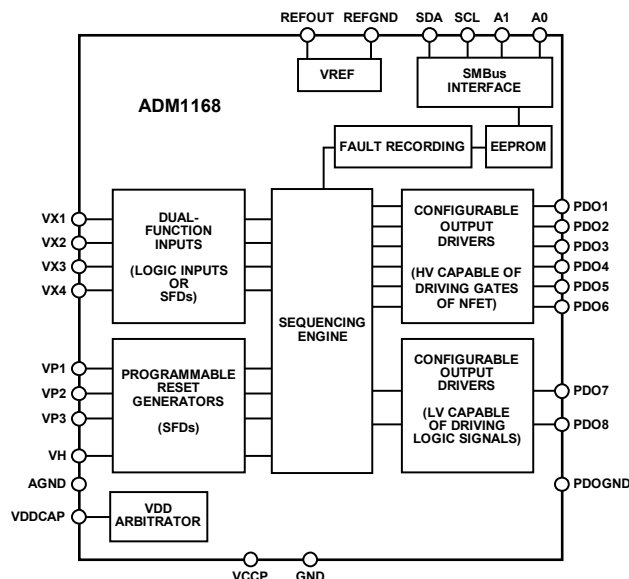 REFOUT REFGND SDA SCL A1 A0
VREF
SMBus
INTERFACE
ADM1168
FAULT RECORDING
EEPROM
VX1
VX2
VX3
VX4
DUAL-
FUNCTION
INPUTS
(LOGIC INPUTS
OR
SFDs)
SEQUENCING
ENGINE
CONFIGURABLE
OUTPUT
DRIVERS
(HV CAPABLE OF
DRIVING GATES
OF NFET)
PDO1
PDO2
PDO3
PDO4
PDO5
PDO6
VP1
VP2
VP3
VH
PROGRAMMABLE
RESET
GENERATORS
(SFDs)
CONFIGURABLE
OUTPUT
DRIVERS
(LV CAPABLE
OF DRIVING
LOGIC SIGNALS)
PDO7
PDO8
AGND
PDOGND
VDDCAP
VDD
ARBITRATOR
VCCP GND